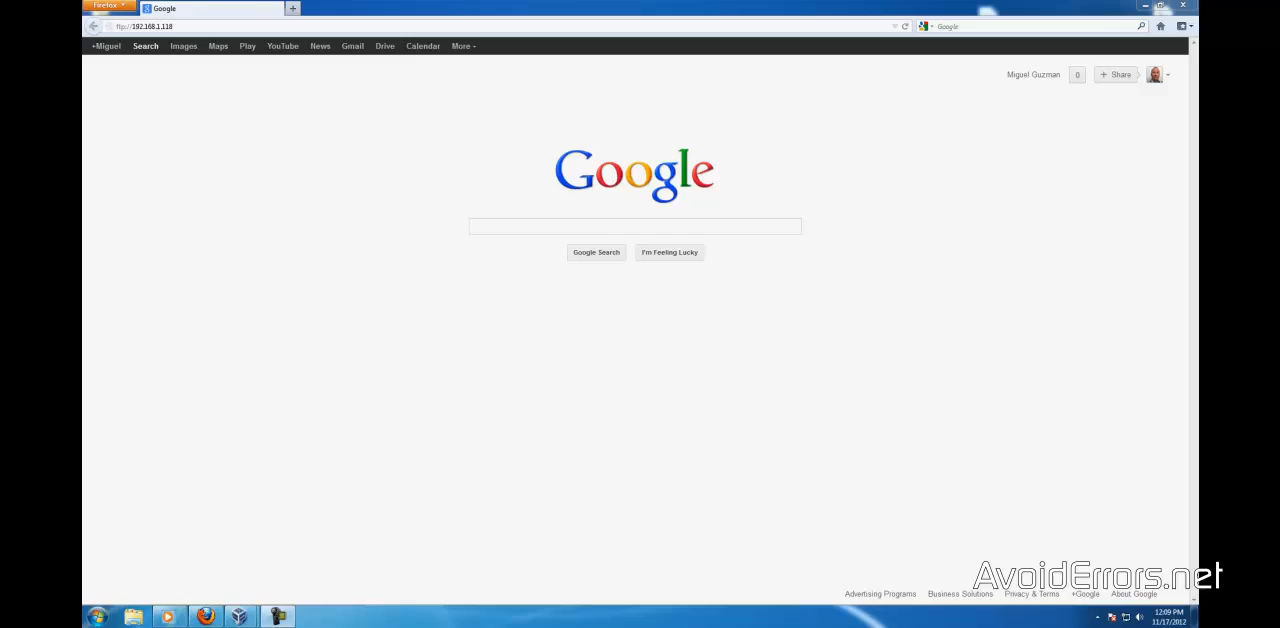 Firefox
Google
ftp://192.168.1.118
Google
+Miguel Search Images Maps Play YouTube News Gmail Drive Calendar More
Miguel Guzman 0 + Share
Google
Google Search I'm Feeling Lucky
AvoidErrors.net
Advertising Programs Business Solutions Privacy & Terms +Google About Google
12:09 PM
11/17/2012